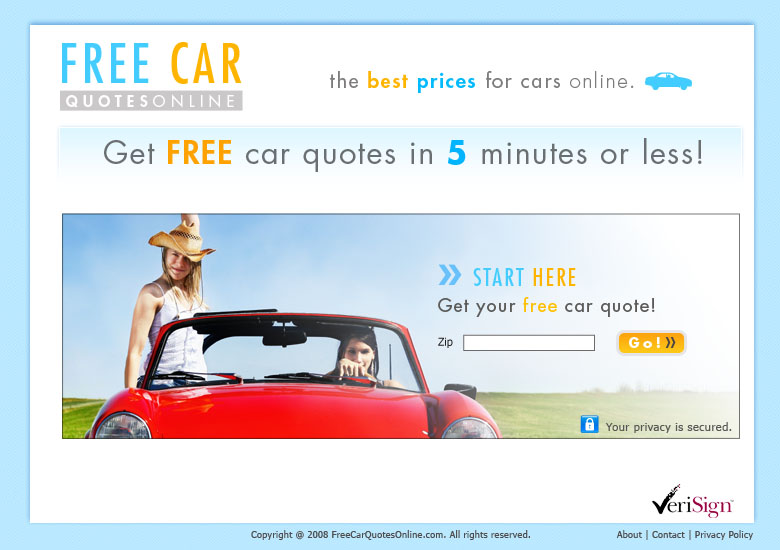 FREE CAR
QUOTESONLINE
the best prices for cars online.
Get FREE car quotes in 5 minutes or less!
START HERE
Get your free car quote!
Zip
Go!
Your privacy is secured.
VeriSign™
Copyright @ 2008 FreeCarQuotesOnline.com. All rights reserved.
About | Contact | Privacy Policy